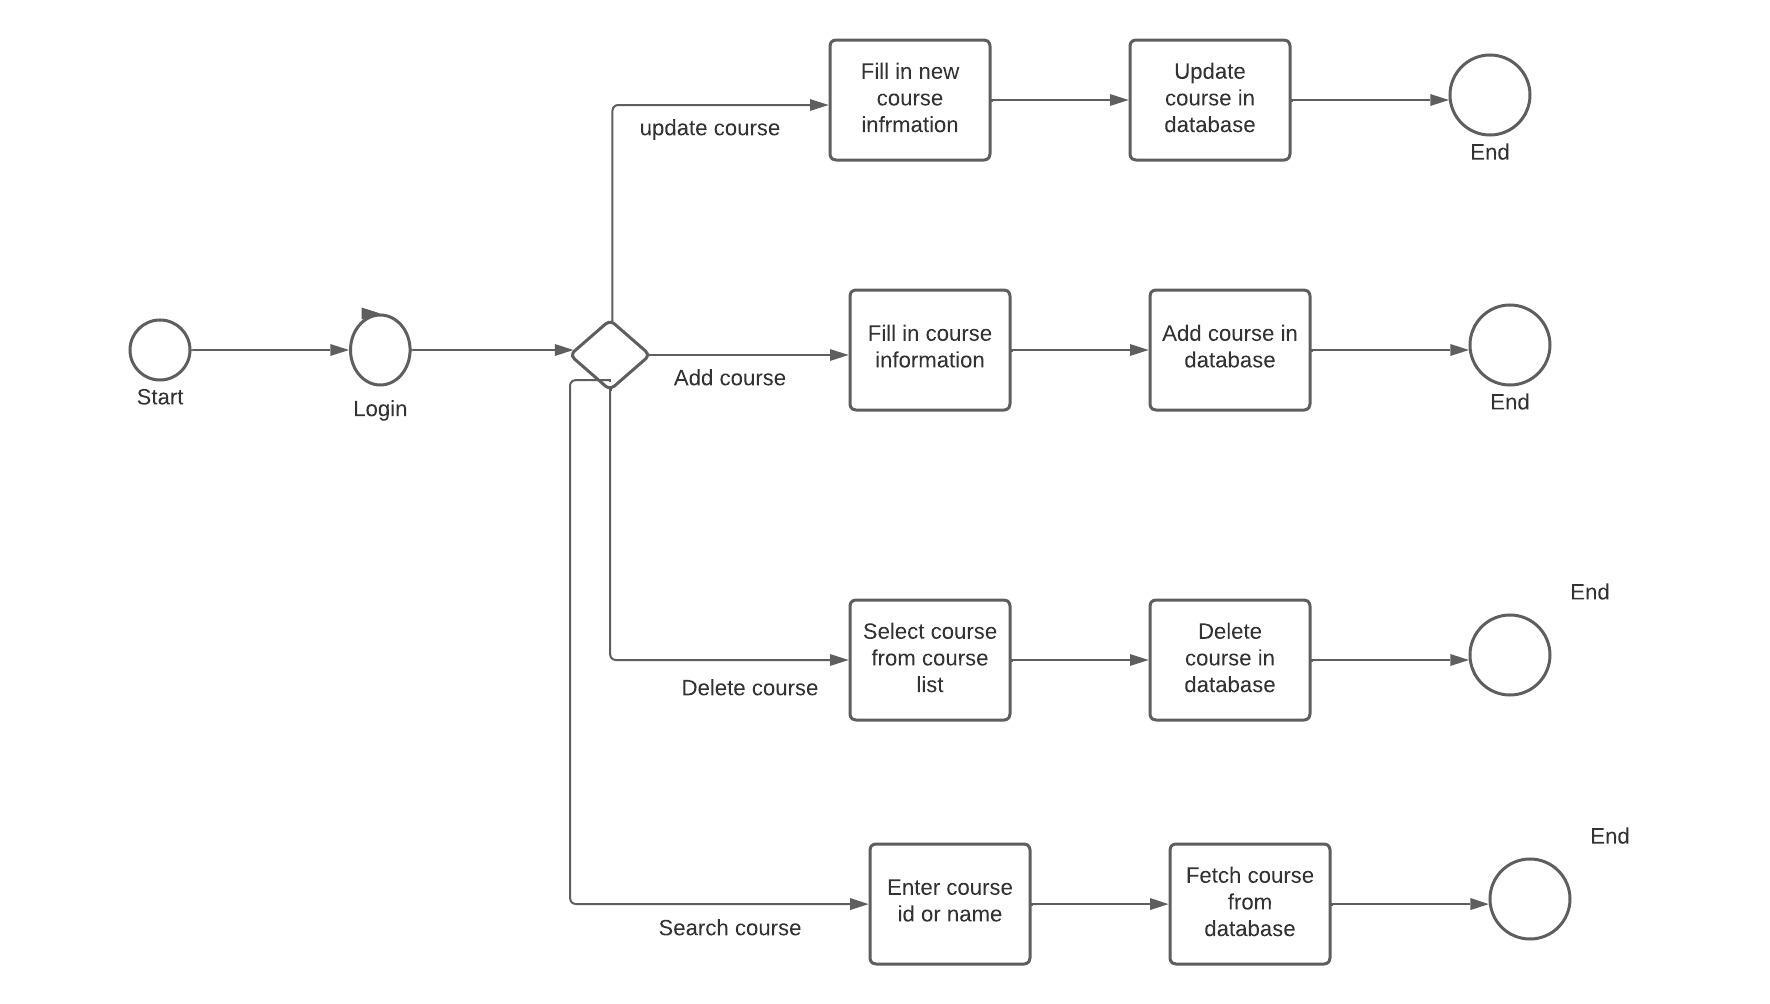 Fill in new
course
infrmation
Update
course in
database
update course
End
Start
Login
Add course
Fill in course
information
Add course in
database
End
Delete course
Select course
from course
list
Delete
course in
database
End
Search course
Enter course
id or name
Fetch course
from
database
End